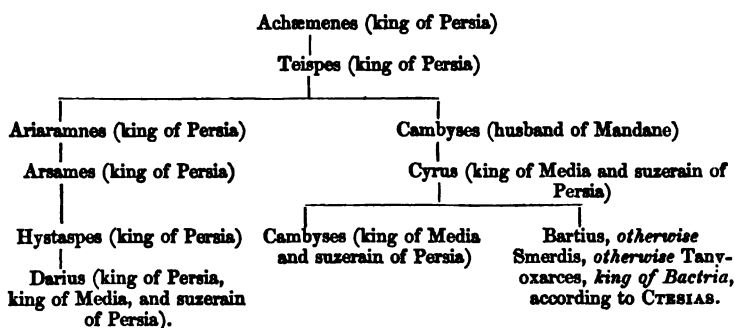 Achæmenes (king of Persia)
Teispes (king of Persia)
Ariaramnes (king of Persia)
Cambyses (husband of Mandane)
Arsames (king of Persia)
Cyrus (king of Media and suzerain of
Persia)
Hystaspes (king of Persia)
Cambyses (king of Media
and suzerain of Persia)
Bartius, otherwise
Smerdis, otherwise Tany-
oxarces, king of Bactria,
according to CTESIAS.
Darius (king of Persia,
king of Media, and suzerain
of Persia).